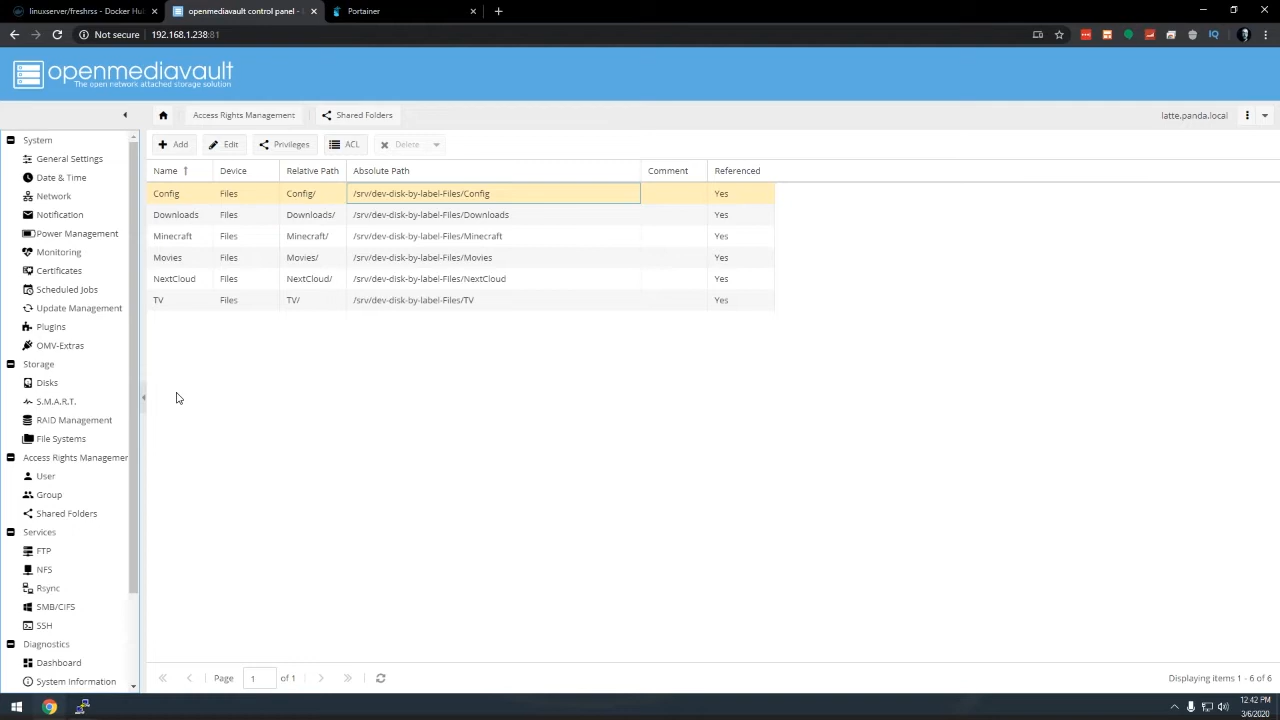 linuxserver/freshrss - Docker Hub
openmediavault control panel -
Portainer
Not secure
192.168.1.238:81
openmediavault
The open network attached storage solution
Access Rights Management
Shared Folders
latte.panda.local
Add
Edit
Privileges
ACL
Delete
Name Device Relative Path Absolute Path Comment Referenced
Config Files Config/ /srv/dev-disk-by-label-Files/Config Yes
Downloads Files Downloads/ /srv/dev-disk-by-label-Files/Downloads Yes
Minecraft Files Minecraft/ /srv/dev-disk-by-label-Files/Minecraft Yes
Movies Files Movies/ /srv/dev-disk-by-label-Files/Movies Yes
NextCloud Files NextCloud/ /srv/dev-disk-by-label-Files/NextCloud Yes
TV Files TV/ /srv/dev-disk-by-label-Files/TV Yes
System
General Settings
Date & Time
Network
Notification
Power Management
Monitoring
Certificates
Scheduled Jobs
Update Management
Plugins
OMV-Extras
Storage
Disks
S.M.A.R.T.
RAID Management
File Systems
Access Rights Managemer
User
Group
Shared Folders
Services
FTP
NFS
Rsync
SMB/CIFS
SSH
Diagnostics
Dashboard
System Information
Page 1 of 1
Displaying items 1 - 6 of 6
12:42 PM
3/6/2020